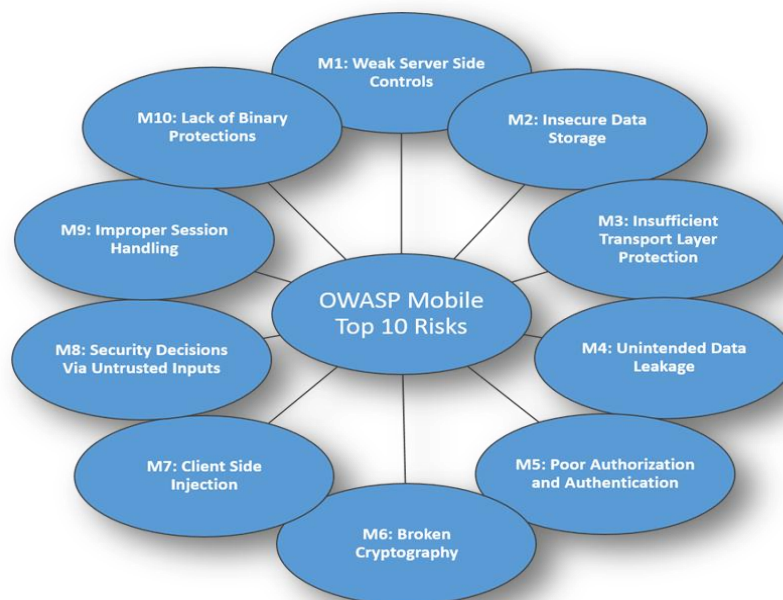 OWASP Mobile
Top 10 Risks
M1: Weak Server Side
Controls
M2: Insecure Data
Storage
M3: Insufficient
Transport Layer
Protection
M4: Unintended Data
Leakage
M5: Poor Authorization
and Authentication
M6: Broken
Cryptography
M7: Client Side
Injection
M8: Security Decisions
Via Untrusted Inputs
M9: Improper Session
Handling
M10: Lack of Binary
Protections